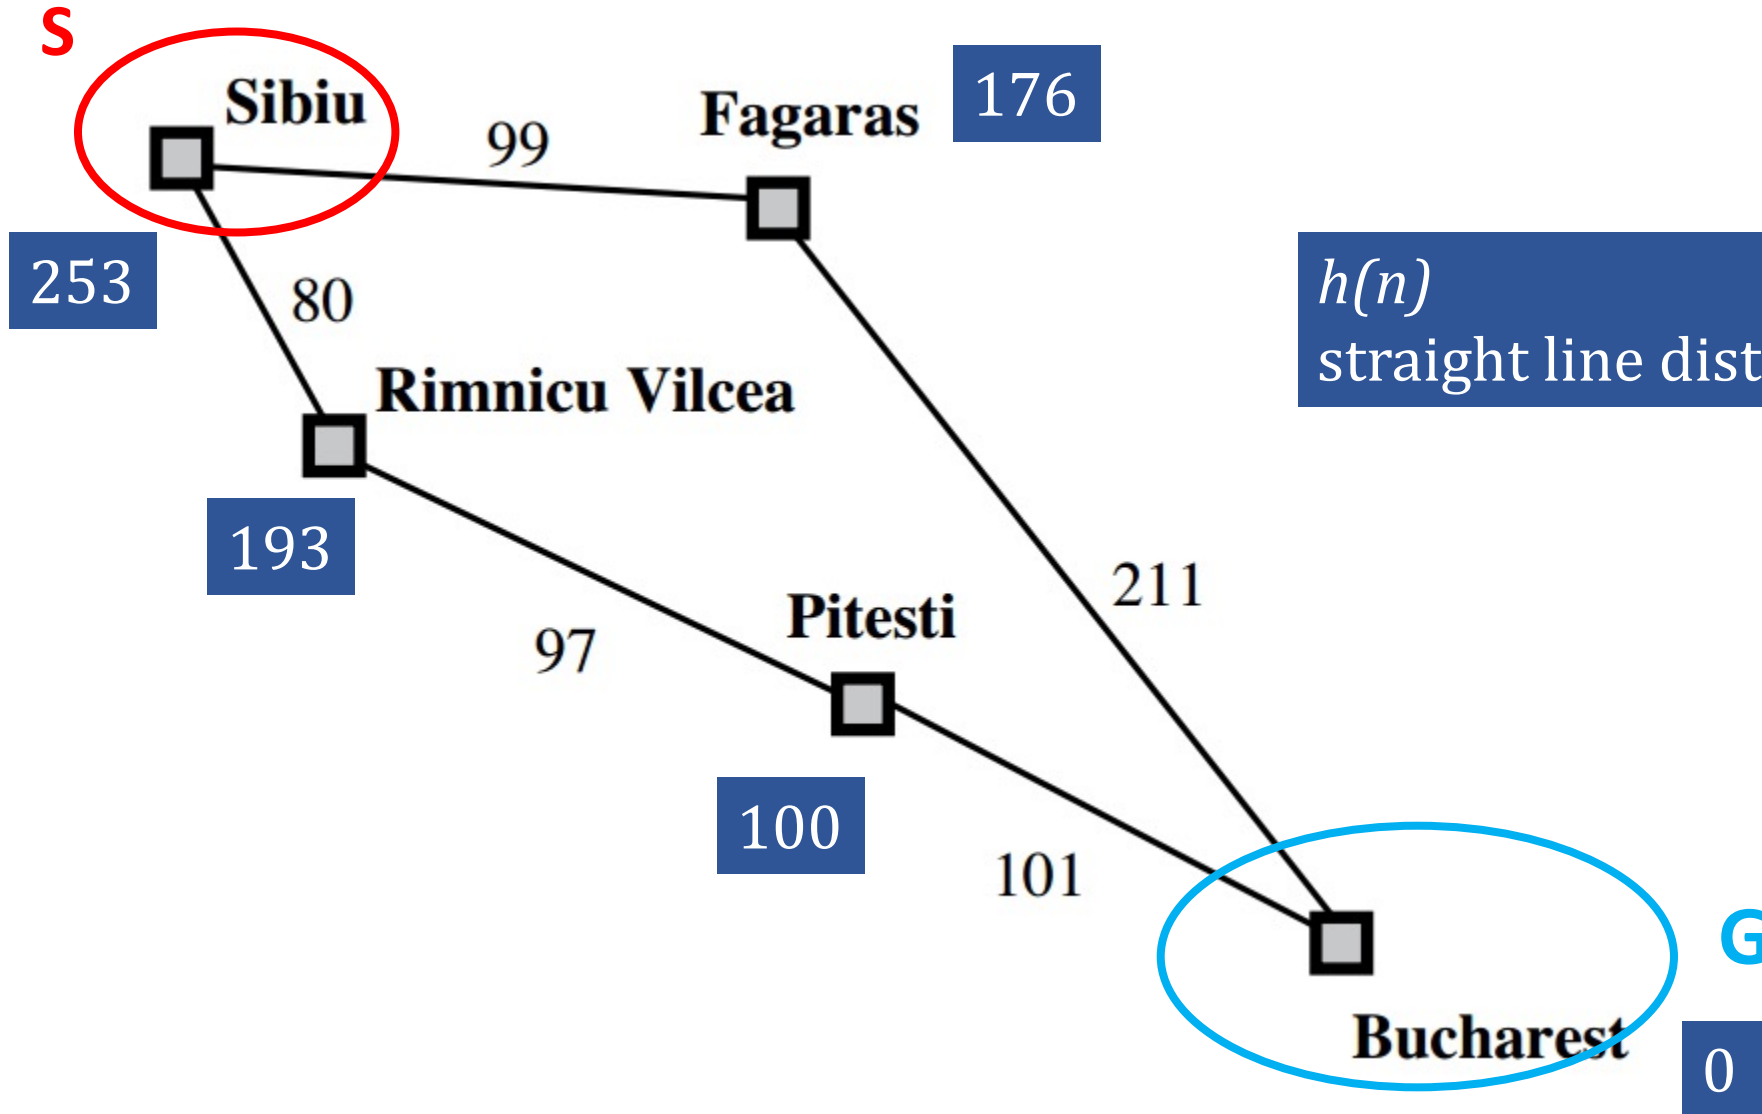 S
Sibiu
99
Fagaras
176
253
80
h(n)
straight line dist
Rimnicu Vilcea
193
97
Pitesti
211
100
101
G
Bucharest
0